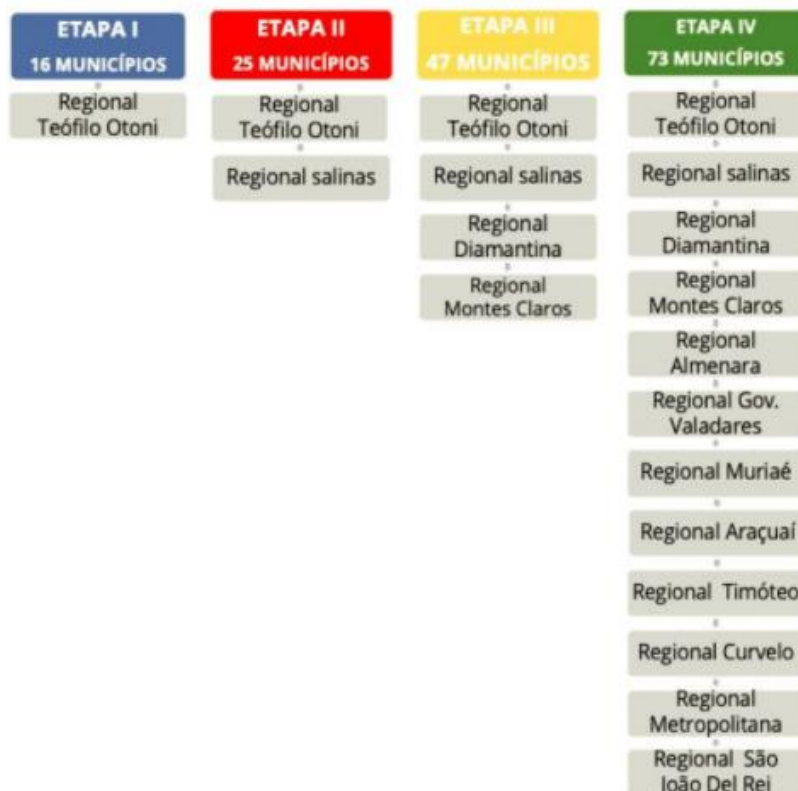 ETAPA I
16 MUNICÍPIOS
Regional
Teófilo Otoni
ETAPA II
25 MUNICÍPIOS
Regional
Teófilo Otoni
Regional salinas
ETAPA III
47 MUNICÍPIOS
Regional
Teófilo Otoni
Regional salinas
Regional
Diamantina
Regional
Montes Claros
ETAPA IV
73 MUNICÍPIOS
Regional
Teófilo Otoni
Regional salinas
Regional
Diamantina
Regional
Montes Claros
Regional
Almenara
Regional Gov.
Valadares
Regional Muriaé
Regional Araçuaí
Regional Timóteo
Regional Curvelo
Regional
Metropolitana
Regional São
João Del Rei